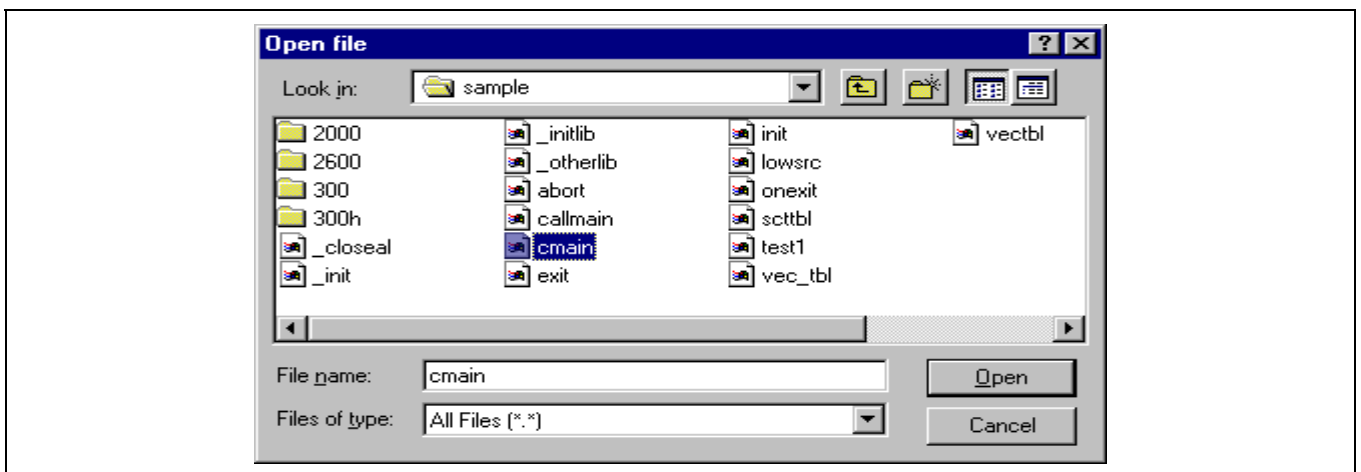 Open file
Look in: sample
2000 _initlib init vectbl
2600 _otherlib lowsrc
300 abort onexit
300h callmain scttbl
_closeal cmain test1
_init exit vec_tbl
File name: cmain Open
Files of type: All Files (*.*) Cancel